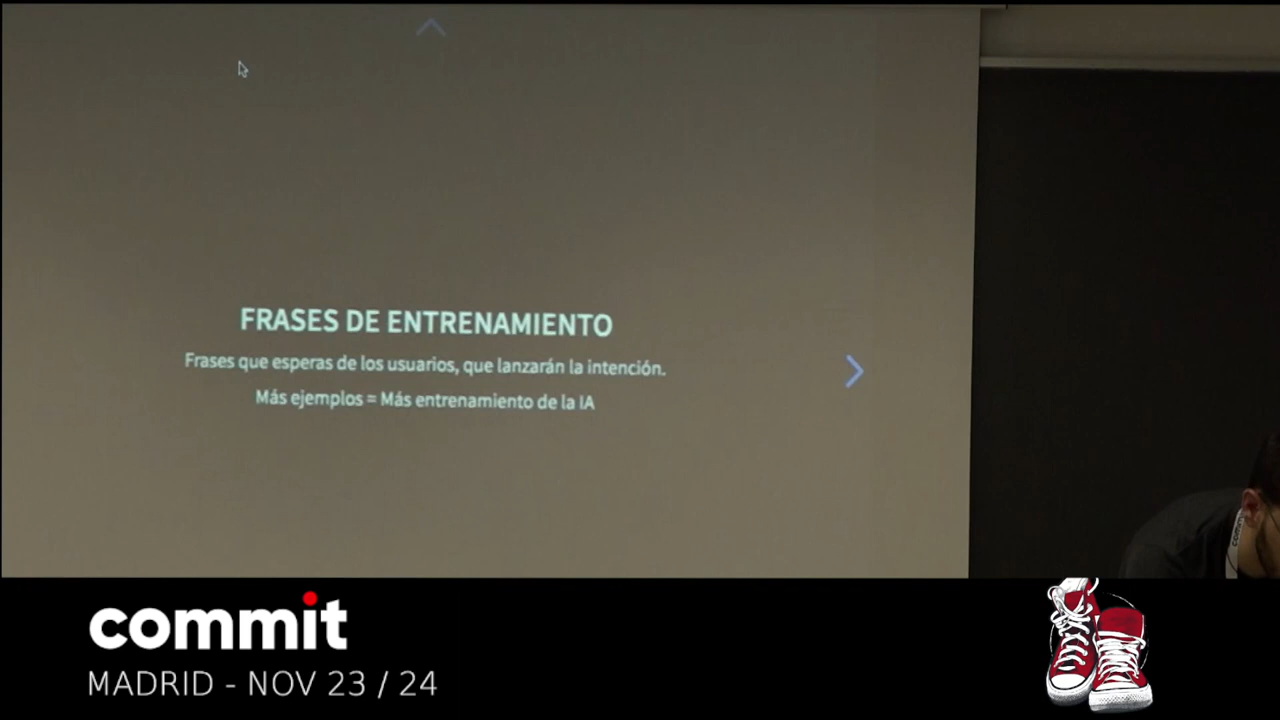 FRASES DE ENTRENAMIENTO
Frases que esperas de los usuarios, que lanzarán la intención.
Más ejemplos = Más entrenamiento de la IA
commit
MADRID - NOV 23 / 24